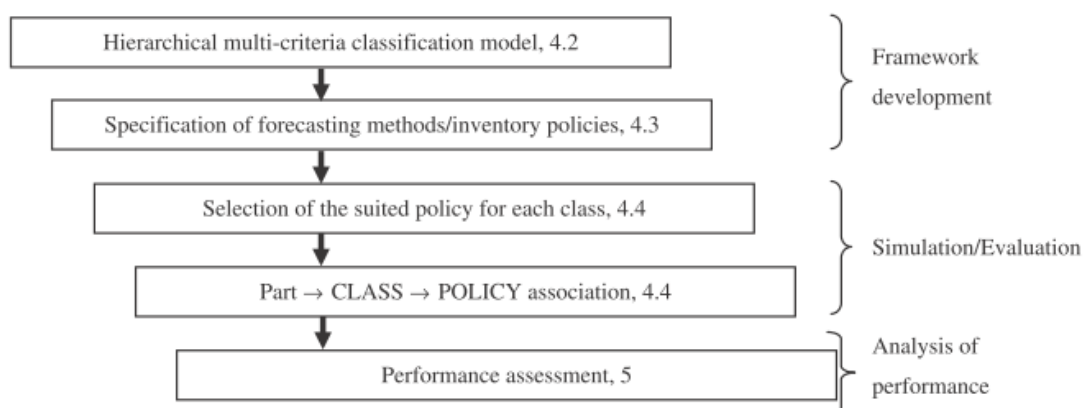 Hierarchical multi-criteria classification model, 4.2
Framework
development
Specification of forecasting methods/inventory policies, 4.3
Selection of the suited policy for each class, 4.4
Simulation/Evaluation
Part → CLASS → POLICY association, 4.4
Analysis of
performance
Performance assessment, 5